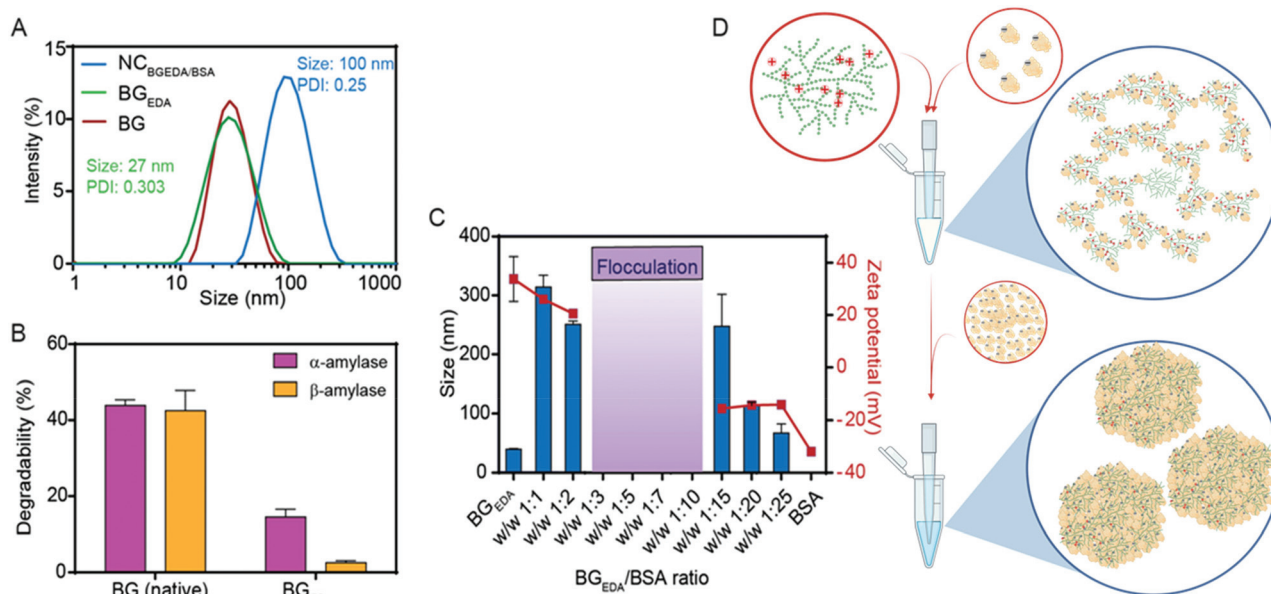 A
15
10
5
0
Intensity (%)
NC_BGEDA/BSA
BG_EDA
BG
Size: 100 nm
PDI: 0.25
Size: 27 nm
PDI: 0.303
1
10
100
1000
Size (nm)
B
60
40
20
0
Degradability (%)
α-amylase
β-amylase
BG (native)
BG
C
400
300
200
100
0
Size (nm)
Flocculation
40
20
0
-20
-40
Zeta potential (mV)
BG_EDA
w/w 1:1
w/w 1:2
w/w 1:3
w/w 1:5
w/w 1:7
w/w 1:10
w/w 1:15
w/w 1:20
w/w 1:25
BSA
BG_EDA/BSA ratio
D